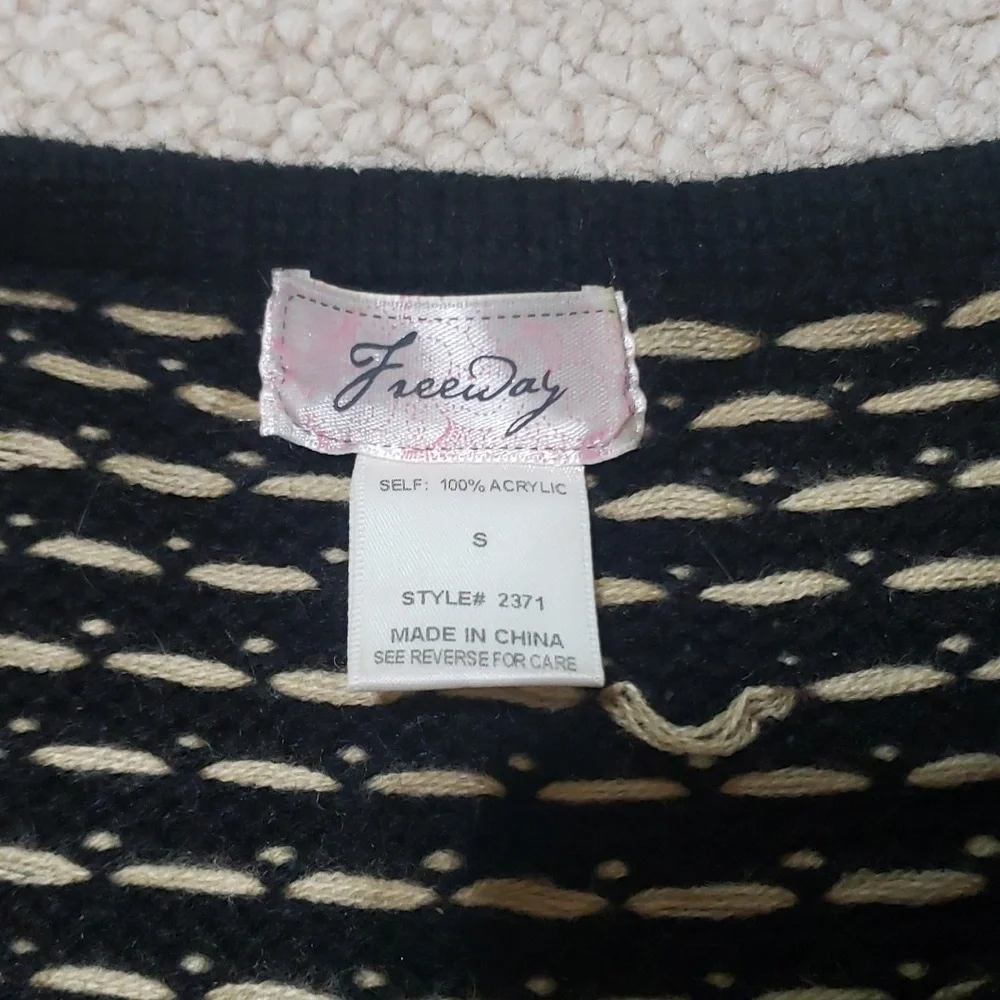 Freeway
SELF: 100% ACRYLIC
S
STYLE# 2371
MADE IN CHINA
SEE REVERSE FOR CARE